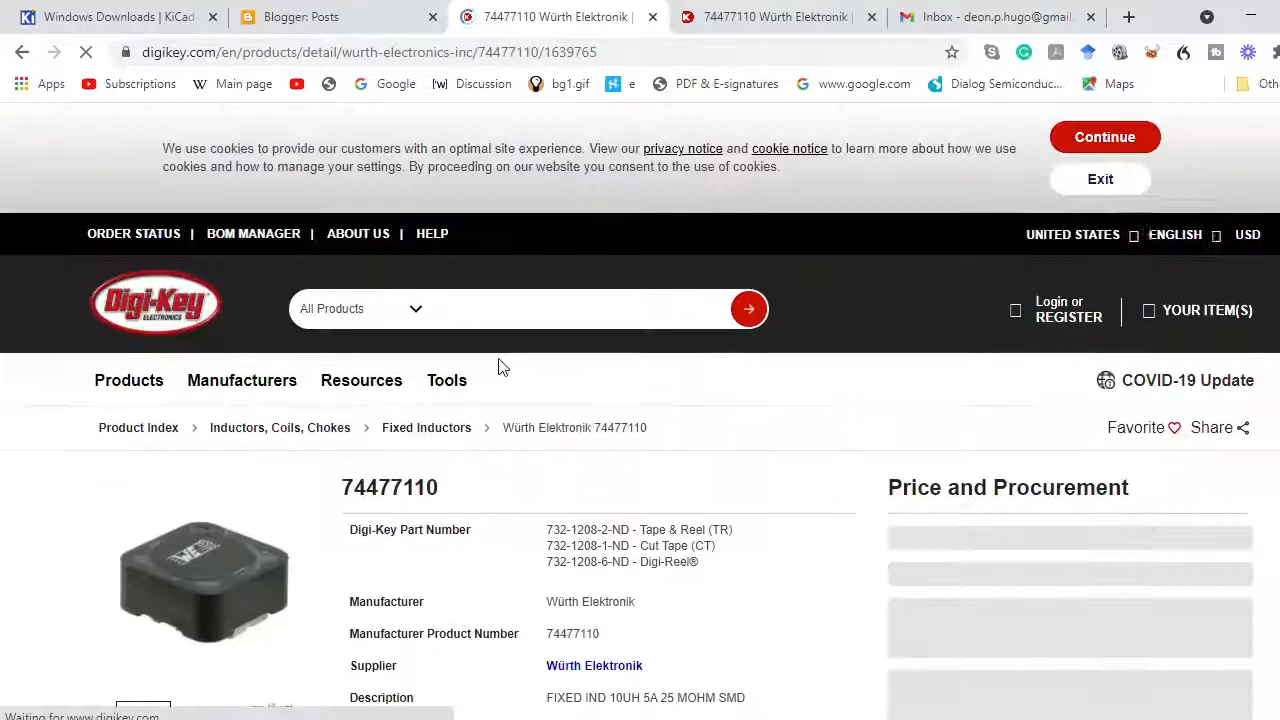 Windows Downloads | KiCad
Blogger: Posts
74477110 Würth Elektronik |
74477110 Würth Elektronik |
Inbox - deon.p.hugo@gmail.
digikey.com/en/products/detail/wurth-electronics-inc/74477110/1639765
Apps
Subscriptions
Main page
Google
Discussion
bg1.gif
e
PDF & E-signatures
www.google.com
Dialog Semiconduc...
Maps
Oth
We use cookies to provide our customers with an optimal site experience. View our privacy notice and cookie notice to learn more about how we use
cookies and how to manage your settings. By proceeding on our website you consent to the use of cookies.
Continue
Exit
ORDER STATUS | BOM MANAGER | ABOUT US | HELP
UNITED STATES ENGLISH USD
Digi-Key
ELECTRONICS
All Products
Login or
REGISTER
YOUR ITEM(S)
Products Manufacturers Resources Tools
COVID-19 Update
Product Index > Inductors, Coils, Chokes > Fixed Inductors > Würth Elektronik 74477110
Favorite Share
74477110
Price and Procurement
Digi-Key Part Number
732-1208-2-ND - Tape & Reel (TR)
732-1208-1-ND - Cut Tape (CT)
732-1208-6-ND - Digi-Reel®
Manufacturer
Würth Elektronik
Manufacturer Product Number
74477110
Supplier
Würth Elektronik
Description
FIXED IND 10UH 5A 25 MOHM SMD
Waiting for www.digikey.com